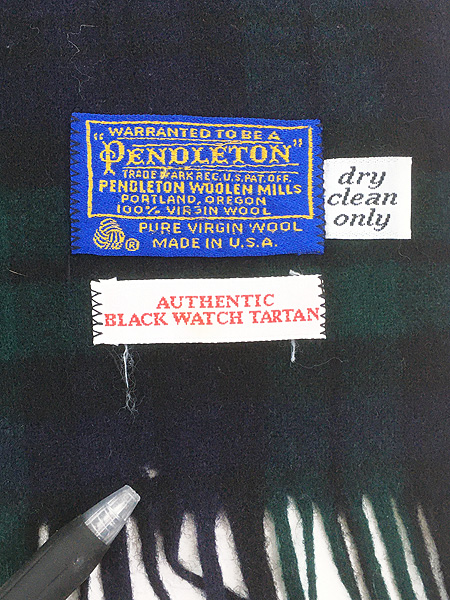 "WARRANTED TO BE A
PENDLETON"
TRADE MARK REG. U.S. PAT. OFF.
PENDLETON WOOLEN MILLS
PORTLAND, OREGON
100% VIRGIN WOOL
PURE VIRGIN WOOL
® MADE IN U.S.A.
dry
clean
only
AUTHENTIC
BLACK WATCH TARTAN